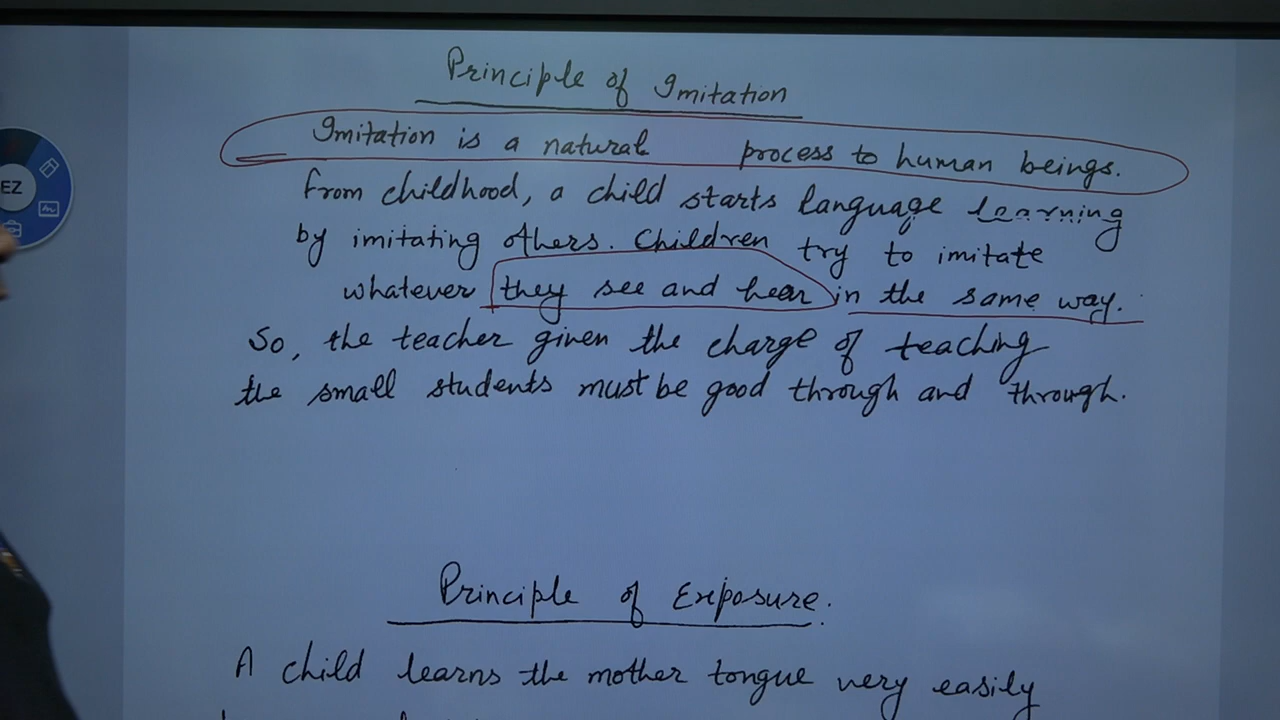 Principle of Imitation
Imitation is a natural process to human beings.
From childhood, a child starts language learning
by imitating others. Children try to imitate
whatever they see and hear in the same way.
So, the teacher given the charge of teaching
the small students must be good through and through.
EZ
Principle of Exposure.
A child learns the mother tongue very easily